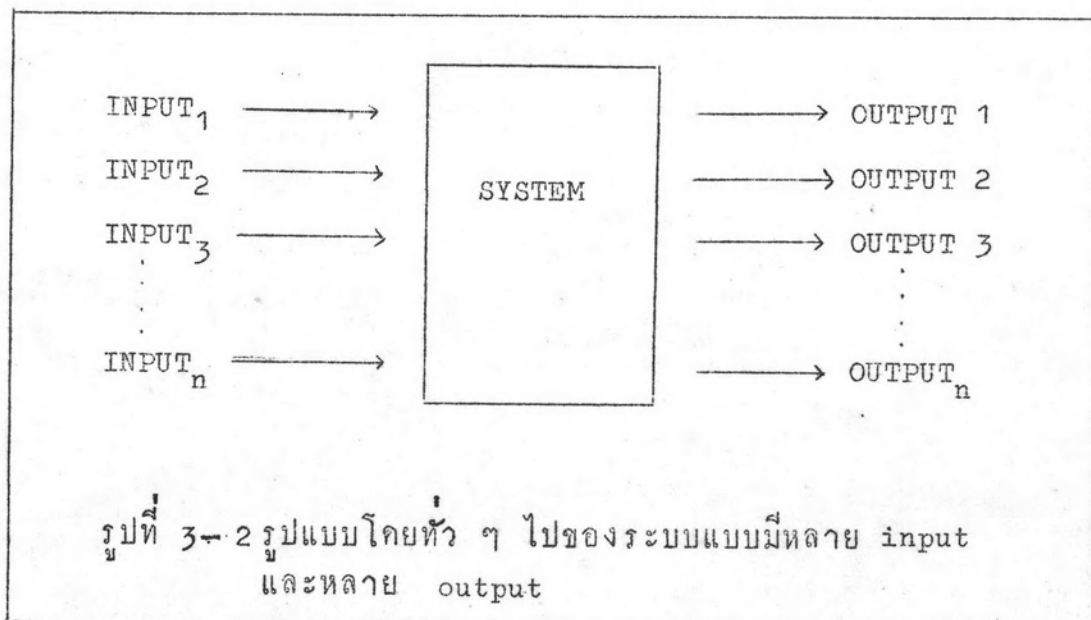 INPUT₁ OUTPUT 1
INPUT₂ OUTPUT 2
SYSTEM
INPUT₃ OUTPUT 3
INPUTₙ OUTPUTₙ
รูปที่ 3-2 รูปแบบโดยทั่ว ๆ ไปของระบบแบบมีหลาย input
และหลาย output